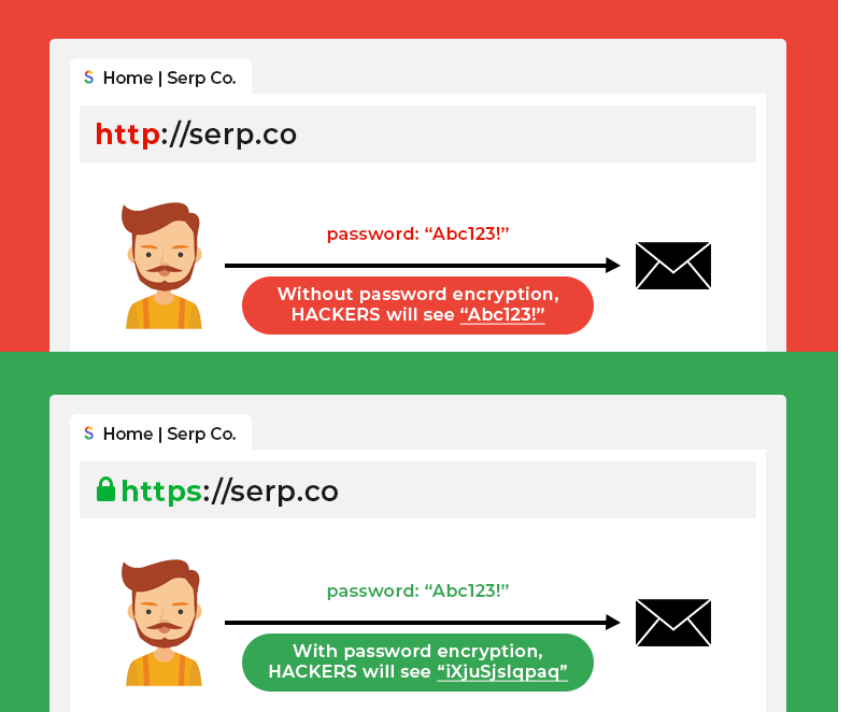 S Home | Serp Co.
http://serp.co
password: “Abc123!”
Without password encryption,
HACKERS will see “Abc123!”
S Home | Serp Co.
https://serp.co
password: “Abc123!”
With password encryption,
HACKERS will see “iXjuSjslqpaq”